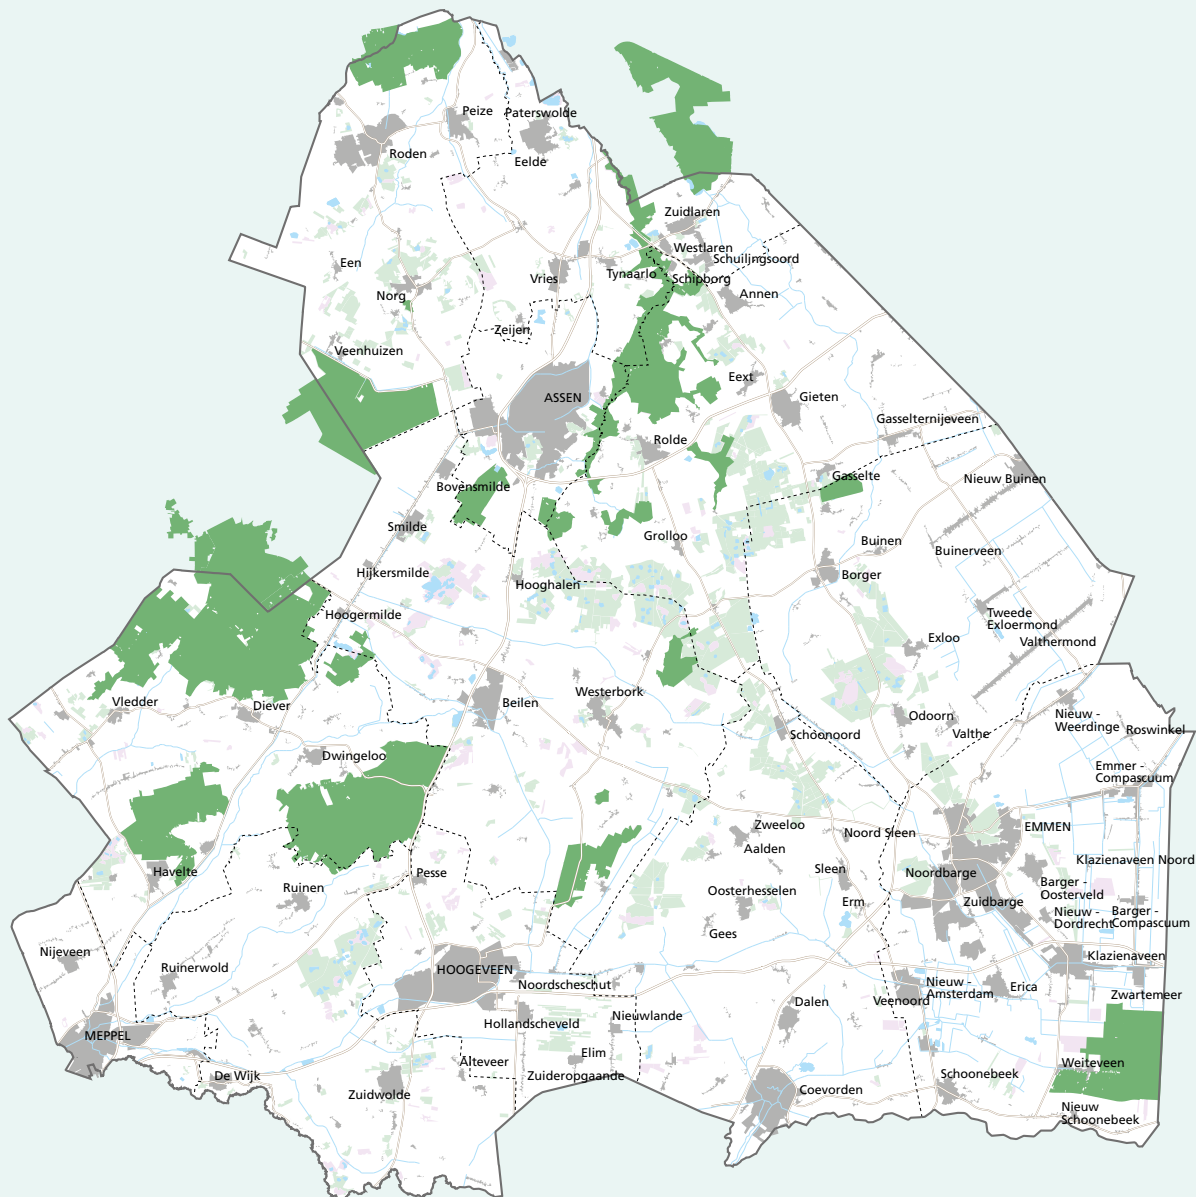 Peize
Paterswolde
Roden
Eelde
Zuidlaren
Westlaren
Schuilingsoord
Een
Tynaarlo
Schipborg
Vries
Norg
Annen
Zeijen
Veenhuizen
Eext
ASSEN
Gieten
Gasselternijeveen
Rolde
Gasselte
Nieuw Buinen
Bovensmilde
Smilde
Grolloo
Buinen
Buinerveen
Hijkersmilde
Hooghalen
Borger
Hoogermilde
Tweede
Exloermond
Exloo
Valthermond
Westerbork
Vledder
Diever
Beilen
Odoorn
Nieuw -
Weerdinge
Schoonoord
Valthe
Roswinkel
Dwingeloo
Emmer -
Compascuum
Zweeloo
Noord Sleen
EMMEN
Aalden
Klazienaveen Noord
Havelte
Pesse
Sleen
Noordbarge
Ruinen
Oosterhesselen
Barger -
Oosterveld
Erm
Zuidbarge
Nieuw -
Dordrecht
Barger -
Compascuum
Gees
Nijeveen
Ruinerwold
HOOGEVEEN
Klazienaveen
Noordscheschut
Nieuw -
Amsterdam
Erica
Zwartemeer
Dalen
Veenoord
Hollandscheveld
Nieuwlande
MEPPEL
Elim
Alteveer
Weiteveen
De Wijk
Zuideropgaande
Schoonebeek
Zuidwolde
Coevorden
Nieuw
Schoonebeek